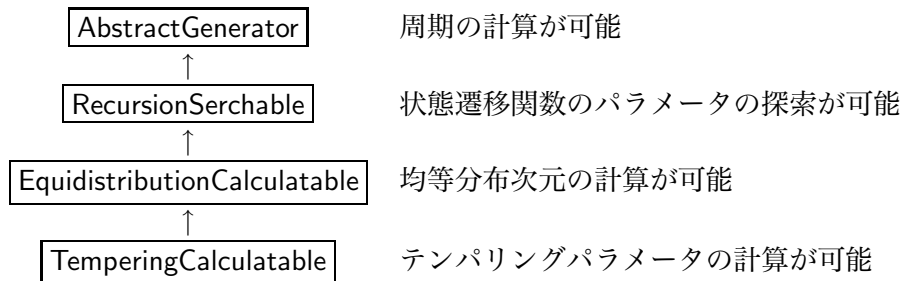 AbstractGenerator 周期の計算が可能
↑
RecursionSerchable 状態遷移関数のパラメータの探索が可能
↑
EquidistributionCalculatable 均等分布次元の計算が可能
↑
TemperingCalculatable テンパリングパラメータの計算が可能